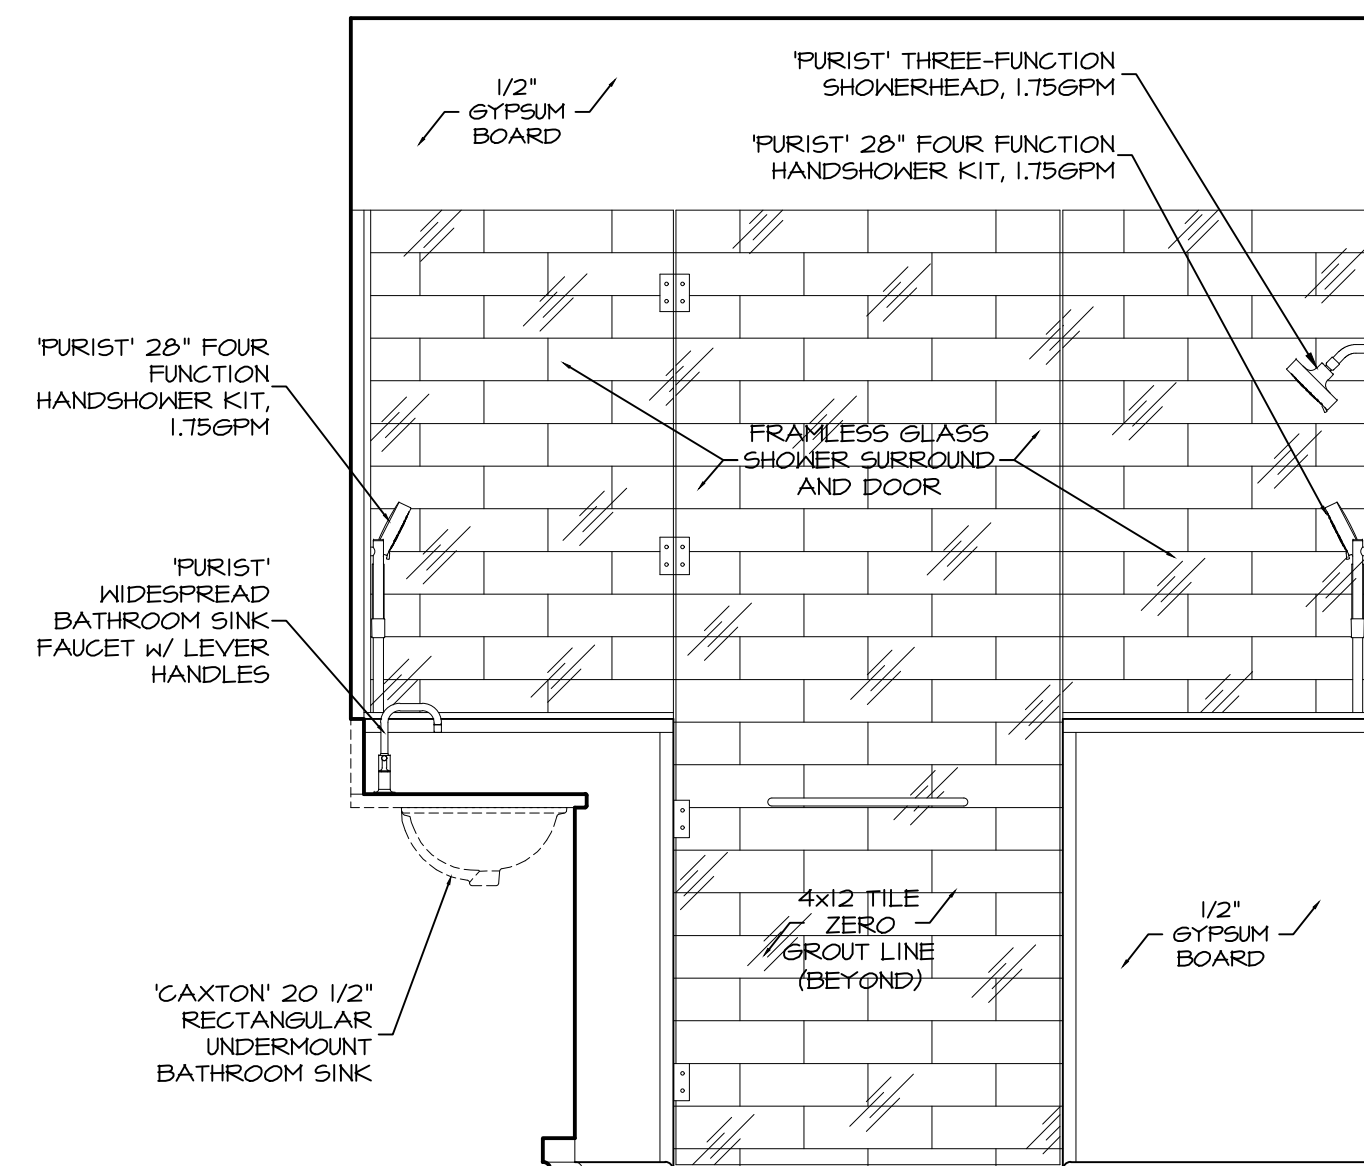 'PURIST' THREE-FUNCTION
SHOWERHEAD, 1.75GPM
1/2"
GYPSUM
BOARD
'PURIST' 28" FOUR FUNCTION
HANDSHOWER KIT, 1.75GPM
'PURIST' 28" FOUR
FUNCTION
HANDSHOWER KIT,
1.75GPM
FRAMLESS GLASS
SHOWER SURROUND
AND DOOR
'PURIST'
WIDESPREAD
BATHROOM SINK
FAUCET W/ LEVER
HANDLES
4x12 TILE
ZERO
GROUT LINE
(BEYOND)
1/2"
GYPSUM
BOARD
'CAXTON' 20 1/2"
RECTANGULAR
UNDERMOUNT
BATHROOM SINK